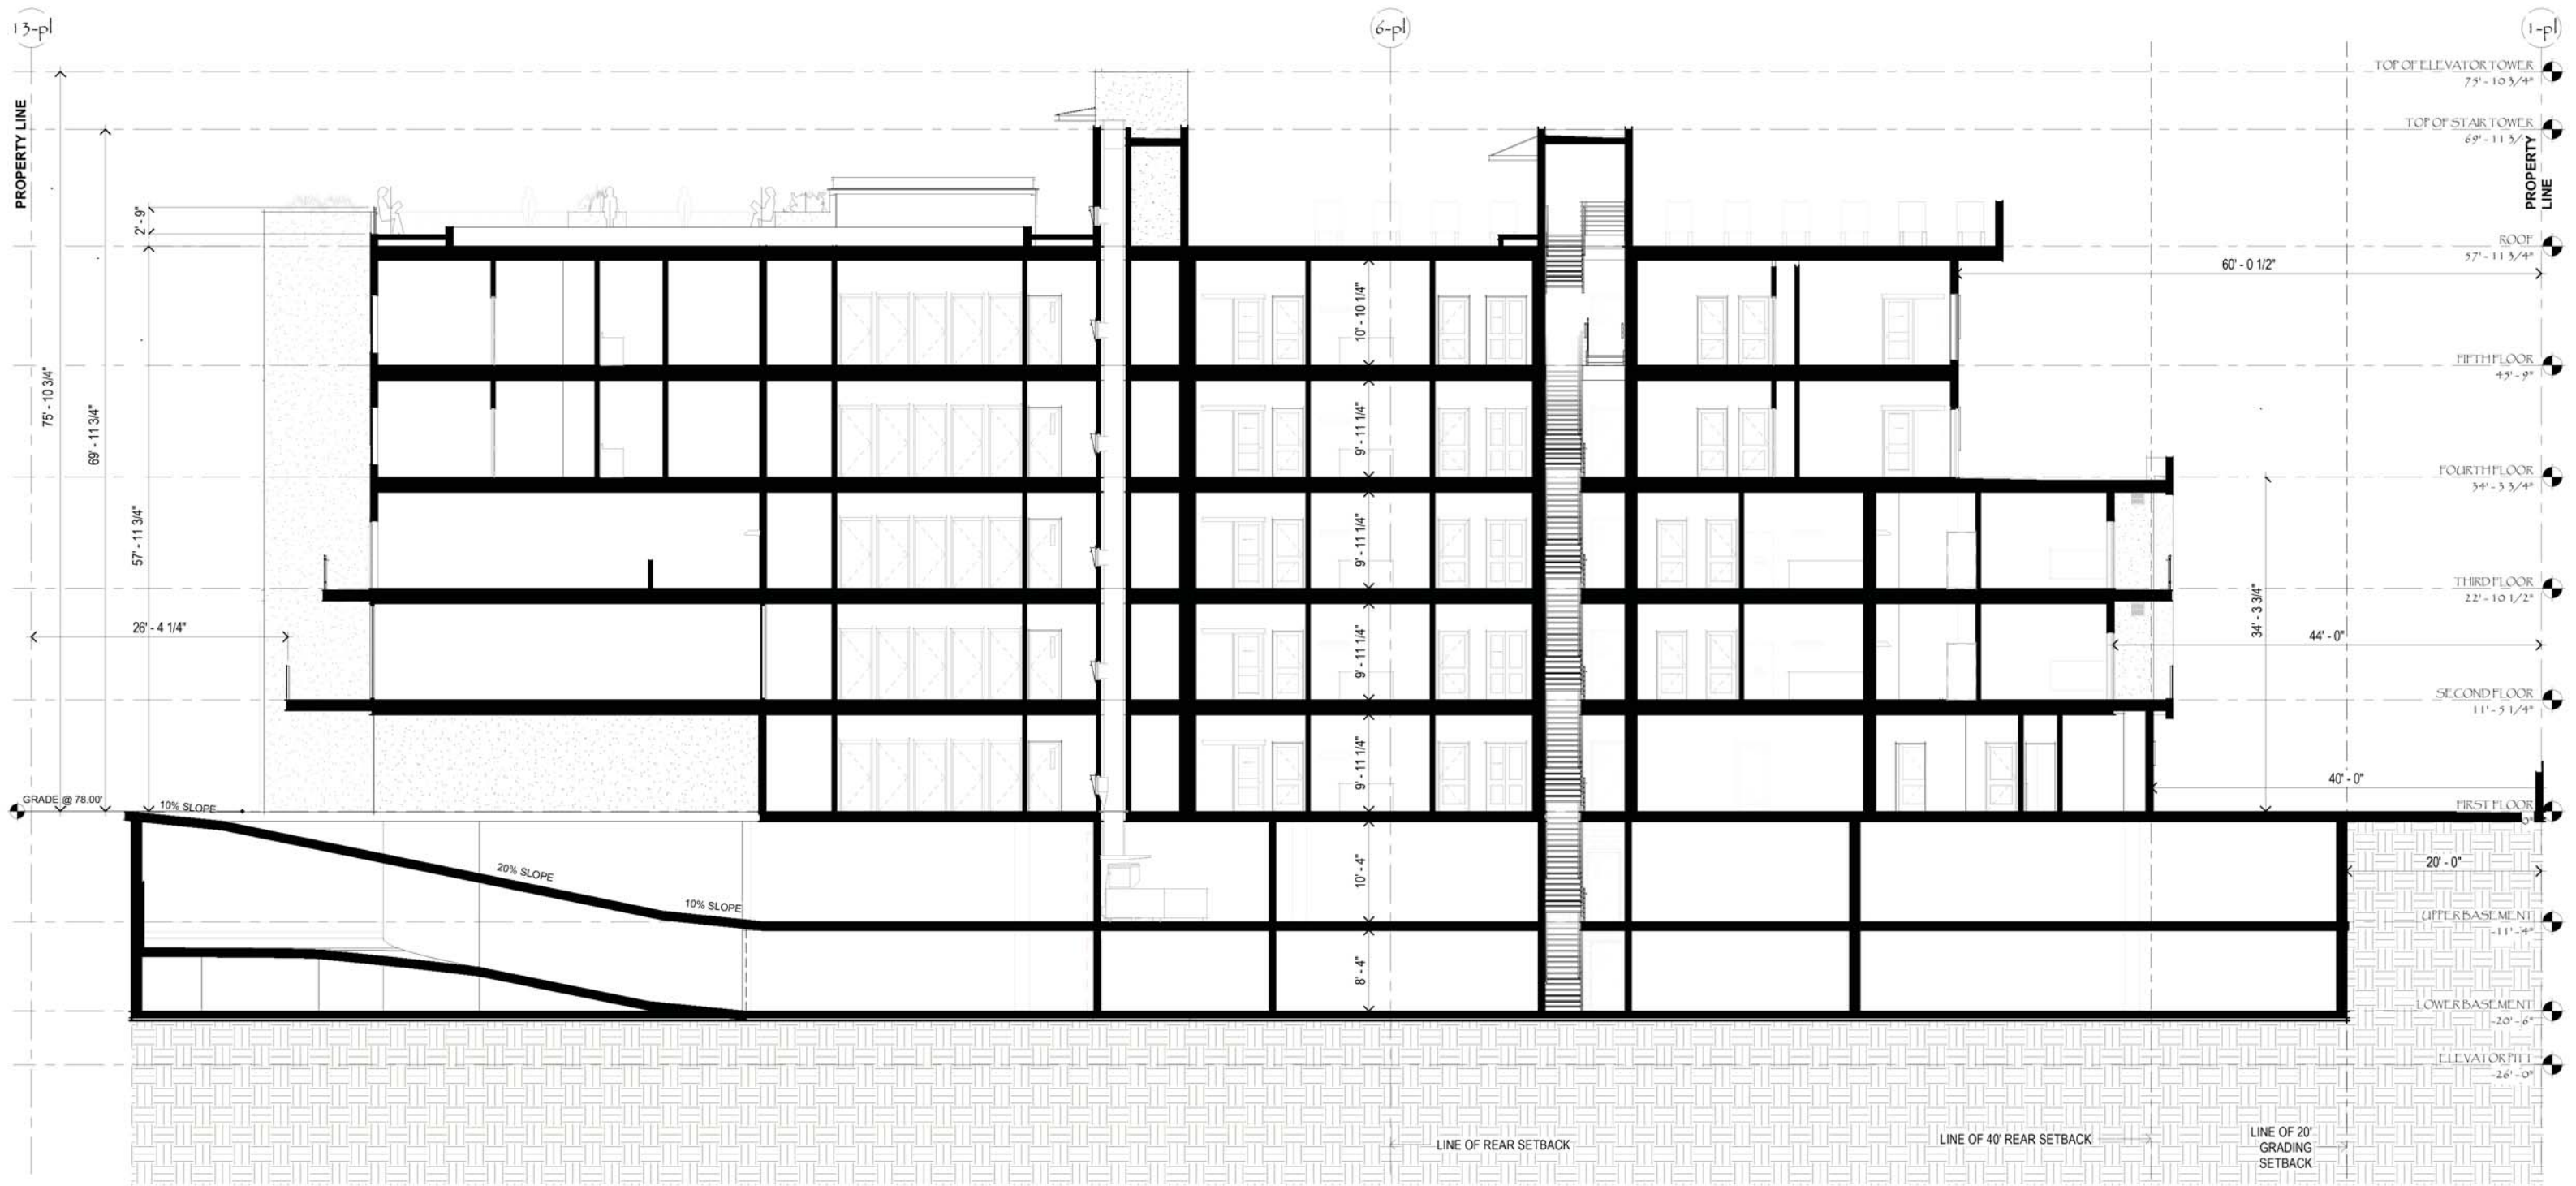 13-pl
6-pl
1-pl
PROPERTY LINE
PROPERTY
LINE
TOP OF ELEVATOR TOWER
75' - 10 3/4"
TOP OF STAIR TOWER
69' - 11 3/
ROOF
57' - 11 3/4"
FIFTH FLOOR
45' - 9"
FOURTH FLOOR
34' - 3 3/4"
THIRD FLOOR
22' - 10 1/2"
SECOND FLOOR
11' - 5 1/4"
FIRST FLOOR
0"
UPPER BASEMENT
-11' - 4"
LOWER BASEMENT
-20' - 6"
ELEVATOR PITT
-26' - 0"
75' - 10 3/4"
69' - 11 3/4"
57' - 11 3/4"
2' - 9"
26' - 4 1/4"
GRADE @ 78.00'
10% SLOPE
20% SLOPE
10% SLOPE
10' - 10 1/4"
9' - 11 1/4"
9' - 11 1/4"
9' - 11 1/4"
9' - 11 1/4"
10' - 4"
8' - 4"
60' - 0 1/2"
34' - 3 3/4"
44' - 0"
40' - 0"
20' - 0"
LINE OF REAR SETBACK
LINE OF 40' REAR SETBACK
LINE OF 20'
GRADING
SETBACK